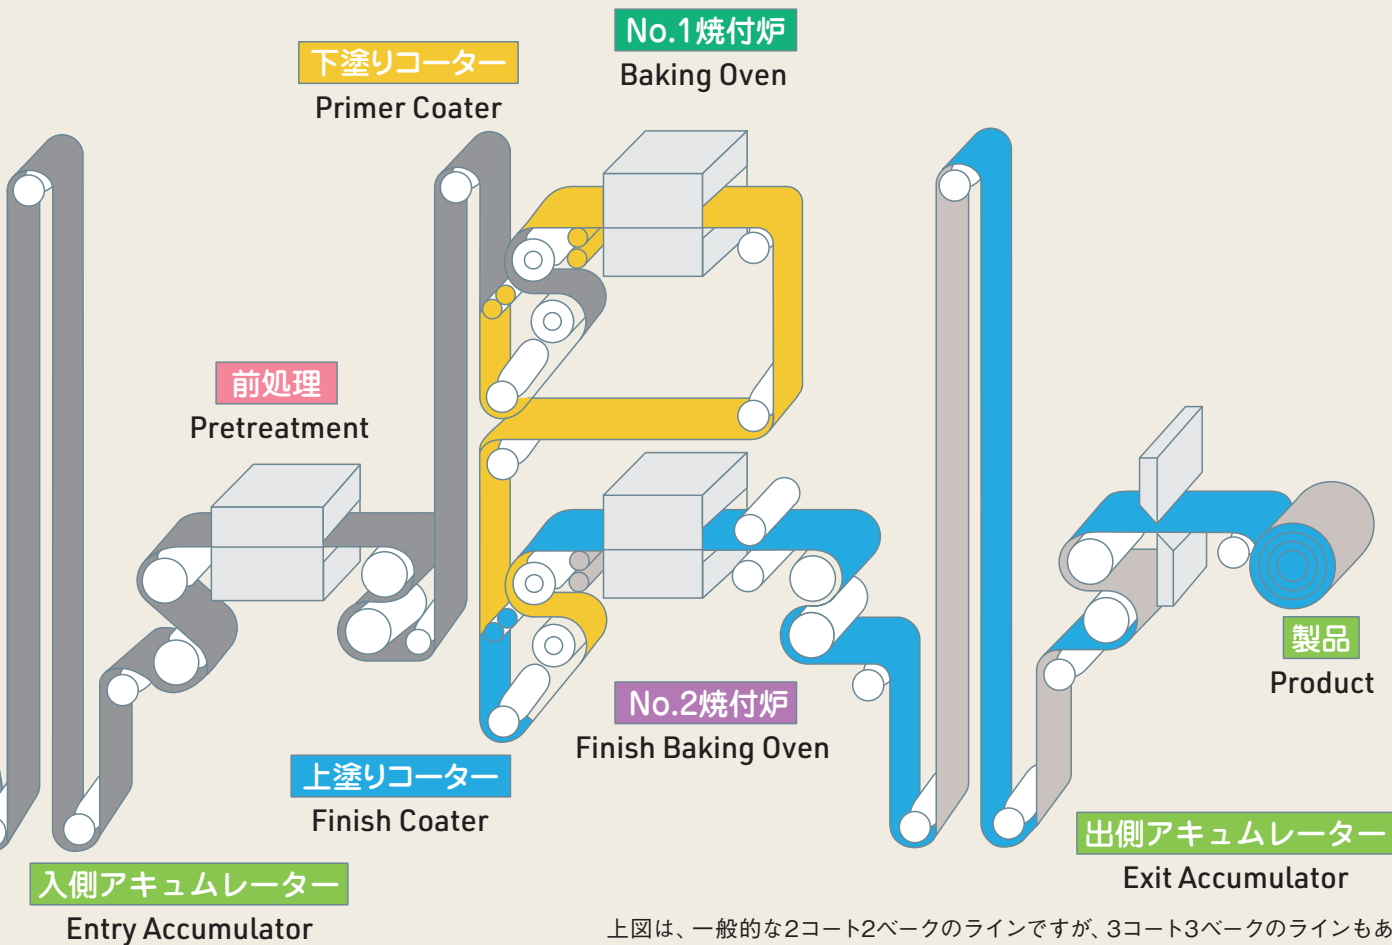 No.1焼付炉
Baking Oven
下塗りコーター
Primer Coater
前処理
Pretreatment
No.2焼付炉
Finish Baking Oven
上塗りコーター
Finish Coater
製品
Product
出側アキュムレーター
Exit Accumulator
入側アキュムレーター
Entry Accumulator
上図は、一般的な2コート2ベークのラインですが、3コート3ベークのラインもあ